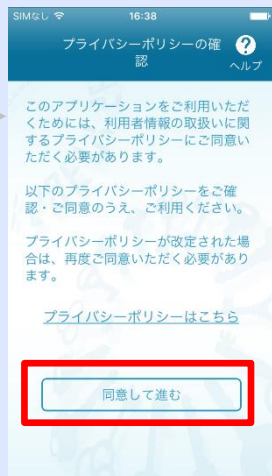 SIMなし 16:38
プライバシーポリシーの確
認
ヘルプ
このアプリケーションをご利用いただ
くためには、利用者情報の取扱いに関
するプライバシーポリシーにご同意い
ただく必要があります。
以下のプライバシーポリシーをご確
認・ご同意のうえ、ご利用ください。
プライバシーポリシーが改定された場
合は、再度ご同意いただく必要があり
ます。
プライバシーポリシーはこちら
同意して進む